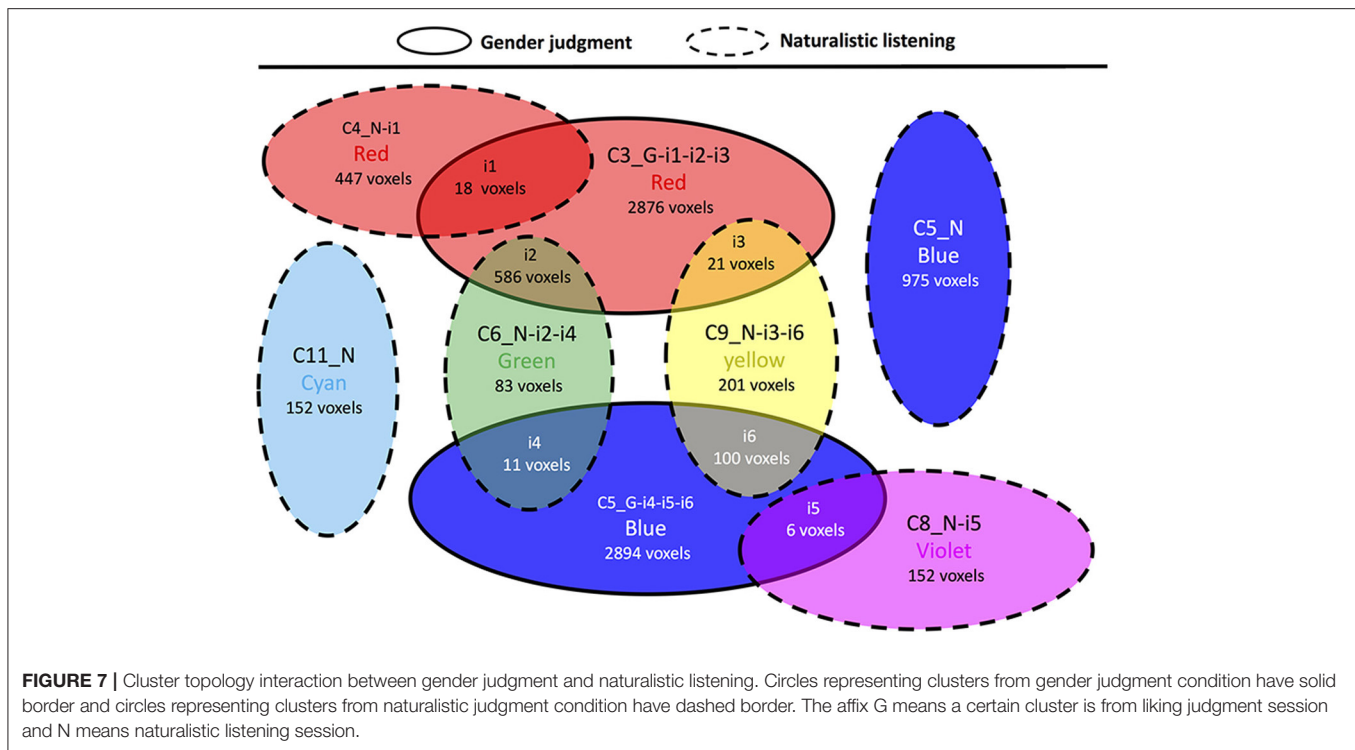 Gender judgment
Naturalistic listening
C4_N-i1
Red
447 voxels
i1
18 voxels
C3_G-i1-i2-i3
Red
2876 voxels
i2
586 voxels
i3
21 voxels
C5_N
Blue
975 voxels
C11_N
Cyan
152 voxels
C6_N-i2-i4
Green
83 voxels
C9_N-i3-i6
yellow
201 voxels
i4
11 voxels
i6
100 voxels
C5_G-i4-i5-i6
Blue
2894 voxels
i5
6 voxels
C8_N-i5
Violet
152 voxels
FIGURE 7 | Cluster topology interaction between gender judgment and naturalistic listening. Circles representing clusters from gender judgment condition have solid
border and circles representing clusters from naturalistic judgment condition have dashed border. The affix G means a certain cluster is from liking judgment session
and N means naturalistic listening session.